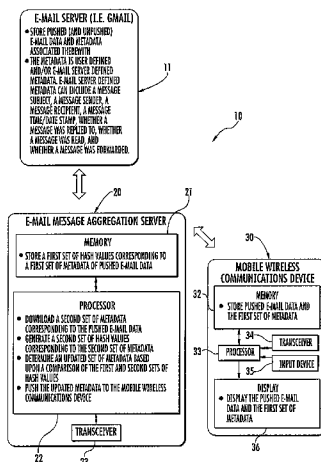 E-MAIL SERVER (I.E. GMAIL)
• STORE PUSHED (AND UNPUSHED)
E-MAIL DATA AND METADATA
ASSOCIATED THEREWITH
• THE METADATA IS USER DEFINED
AND/OR E-MAIL SERVER DEFINED
METADATA. E-MAIL SERVER DEFINED
METADATA CAN INCLUDE A MESSAGE
SUBJECT, A MESSAGE SENDER, A
MESSAGE RECIPIENT, A MESSAGE
TIME/DATE STAMP, WHETHER A
MESSAGE WAS REPLIED TO, WHETHER
A MESSAGE WAS READ, AND
WHETHER A MESSAGE WAS FORWARDED.
11
10
20
21
E-MAIL MESSAGE AGGREGATION SERVER
MEMORY
• STORE A FIRST SET OF HASH VALUES CORRESPONDING TO
A FIRST SET OF METADATA OF PUSHED E-MAIL DATA
PROCESSOR
• DOWNLOAD A SECOND SET OF METADATA
CORRESPONDING TO THE PUSHED E-MAIL DATA
• GENERATE A SECOND SET OF HASH VALUES
CORRESPONDING TO THE SECOND SET OF METADATA
• DETERMINE AN UPDATED SET OF METADATA BASED
UPON A COMPARISON OF THE FIRST AND SECOND SETS OF
HASH VALUES
• PUSH THE UPDATED METADATA TO THE MOBILE WIRELESS
COMMUNICATIONS DEVICE
TRANSCEIVER
22
23
30
MOBILE WIRELESS
COMMUNICATIONS DEVICE
32
MEMORY
• STORE PUSHED E-MAIL DATA AND
THE FIRST SET OF METADATA
34
33
PROCESSOR
TRANSCEIVER
35
INPUT DEVICE
DISPLAY
• DISPLAY THE PUSHED E-MAIL
DATA AND THE FIRST SET OF
METADATA
36